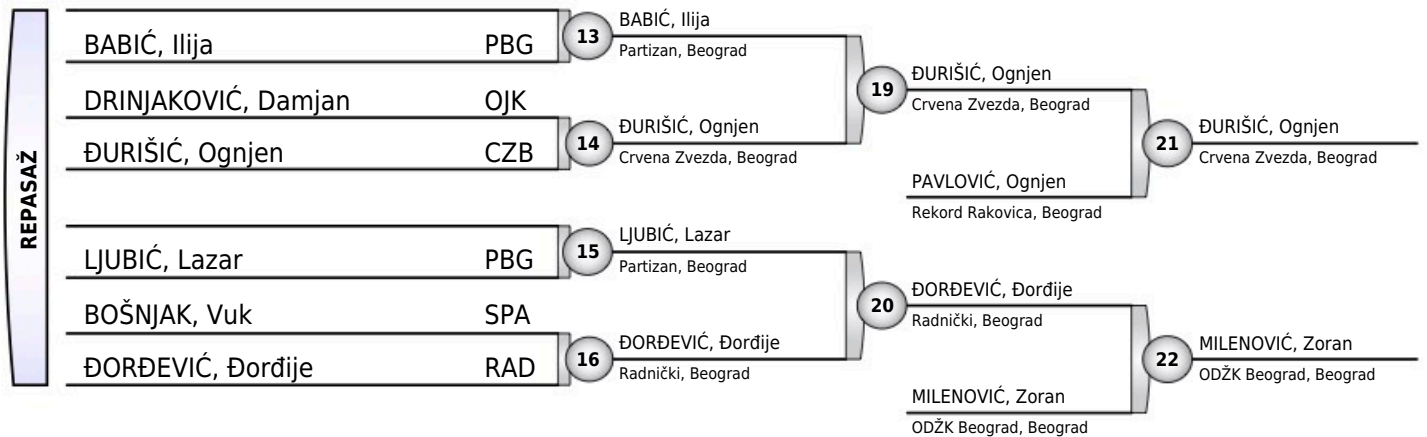 REPASAŽ
BABIĆ, Ilija PBG
DRINJAKOVIĆ, Damjan OJK
ĐURIŠIĆ, Ognjen CZB
LJUBIĆ, Lazar PBG
BOŠNJAK, Vuk SPA
ĐORĐEVIĆ, Đorđije RAD
13
BABIĆ, Ilija
Partizan, Beograd
14
ĐURIŠIĆ, Ognjen
Crvena Zvezda, Beograd
15
LJUBIĆ, Lazar
Partizan, Beograd
16
ĐORĐEVIĆ, Đorđije
Radnički, Beograd
19
ĐURIŠIĆ, Ognjen
Crvena Zvezda, Beograd
PAVLOVIĆ, Ognjen
Rekord Rakovica, Beograd
20
ĐORĐEVIĆ, Đorđije
Radnički, Beograd
MILENOVIĆ, Zoran
ODŽK Beograd, Beograd
21
ĐURIŠIĆ, Ognjen
Crvena Zvezda, Beograd
22
MILENOVIĆ, Zoran
ODŽK Beograd, Beograd